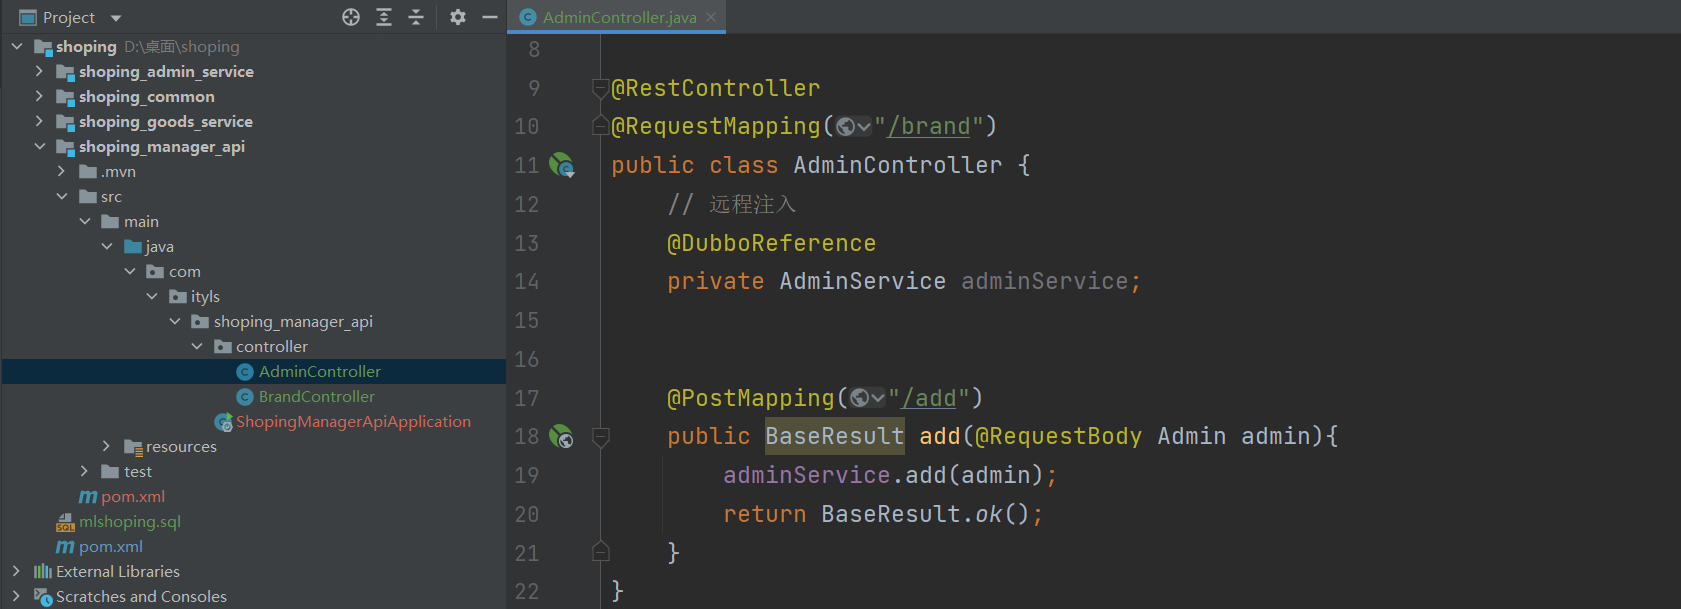 Project
AdminController.java
shoping D:\桌面\shoping
shoping_admin_service
shoping_common
shoping_goods_service
shoping_manager_api
.mvn
src
main
java
com
ityls
shoping_manager_api
controller
AdminController
BrandController
ShopingManagerApiApplication
resources
test
pom.xml
mlshoping.sql
pom.xml
External Libraries
Scratches and Consoles
8
9 @RestController
10 @RequestMapping("/brand")
11 public class AdminController {
12 // 远程注入
13 @DubboReference
14 private AdminService adminService;
15
16
17 @PostMapping("/add")
18 public BaseResult add(@RequestBody Admin admin){
19 adminService.add(admin);
20 return BaseResult.ok();
21 }
22 }